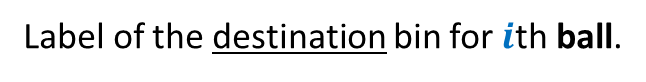 Label of the destination bin for ith ball.